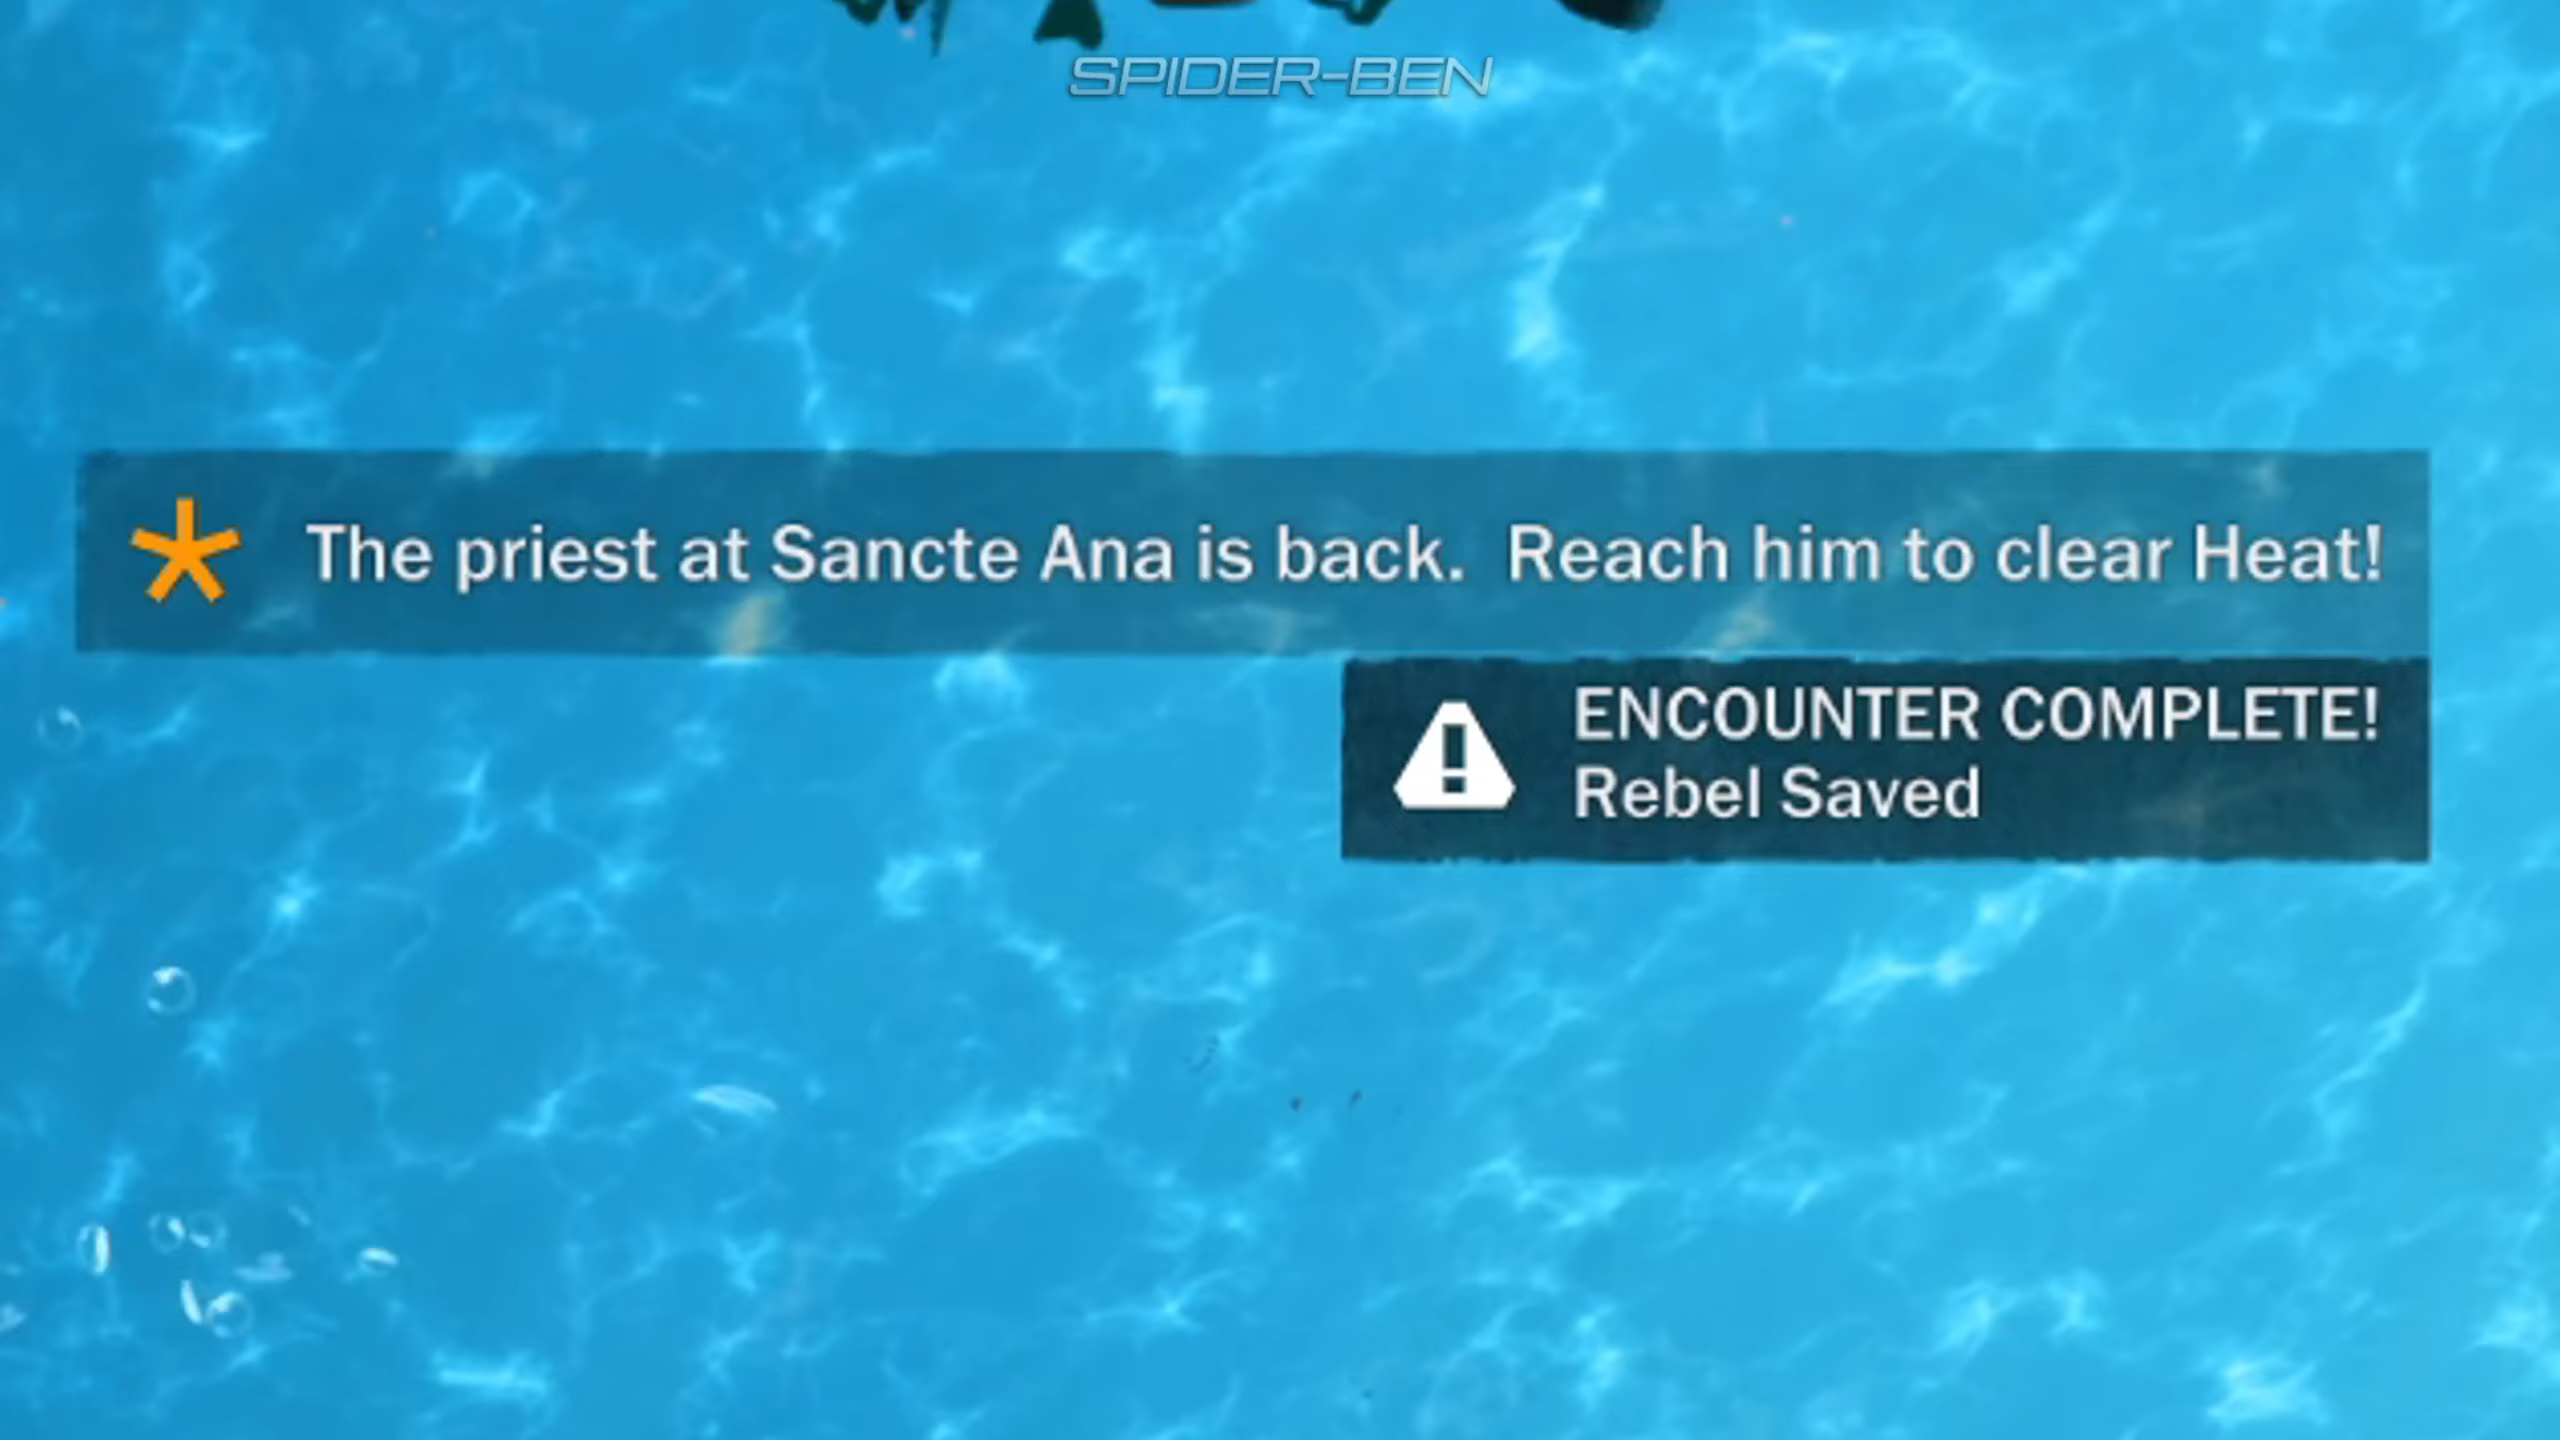 SPIDER-BEN
The priest at Sancte Ana is back.  Reach him to clear Heat!
ENCOUNTER COMPLETE!
Rebel Saved